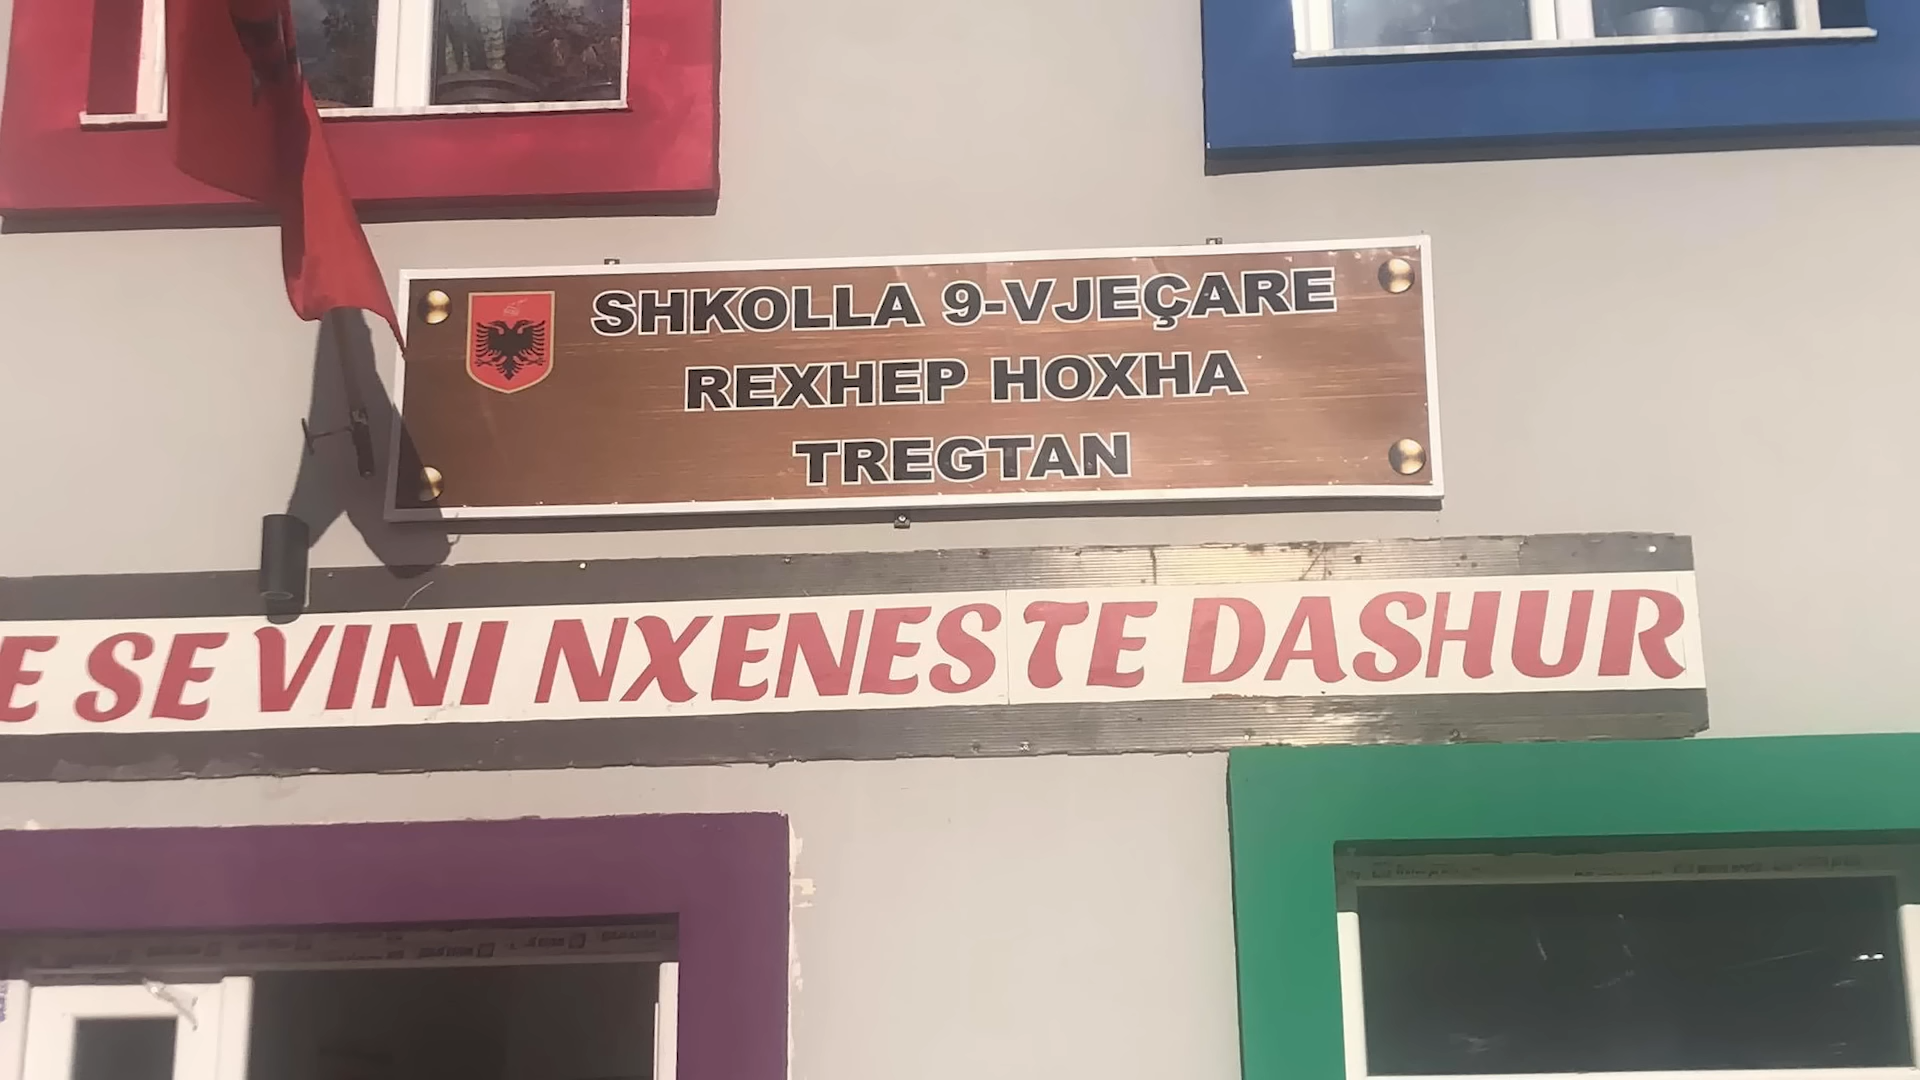 SHKOLLA 9-VJEÇARE
REXHEP HOXHA
TREGTAN
E SE VINI NXENES TE DASHUR